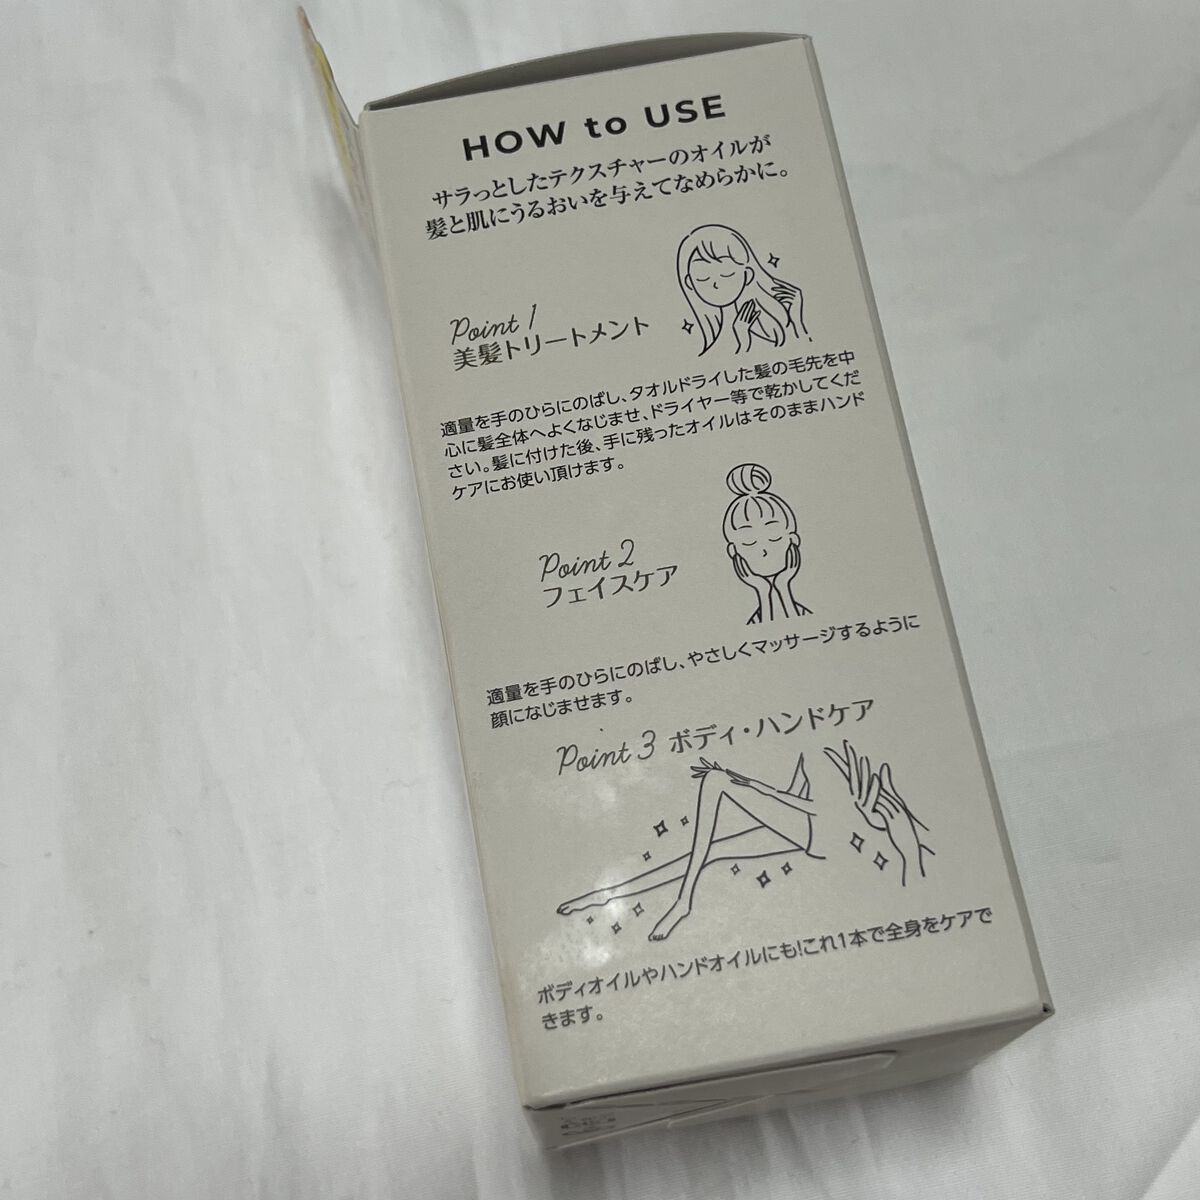 HOW to USE
サラっとしたテクスチャーのオイルが
髪と肌にうるおいを与えてなめらかに。
Point 1
美髪トリートメント
適量を手のひらにのばし、タオルドライした髪の毛先を中
心に髪全体へよくなじませ、ドライヤー等で乾かしてくだ
さい。髪に付けた後、手に残ったオイルはそのままハンド
ケアにお使い頂けます。
Point 2
フェイスケア
適量を手のひらにのばし、やさしくマッサージするように
顔になじませます。
Point 3 ボディ・ハンドケア
ボディオイルやハンドオイルにも!これ1本で全身をケアで
きます。